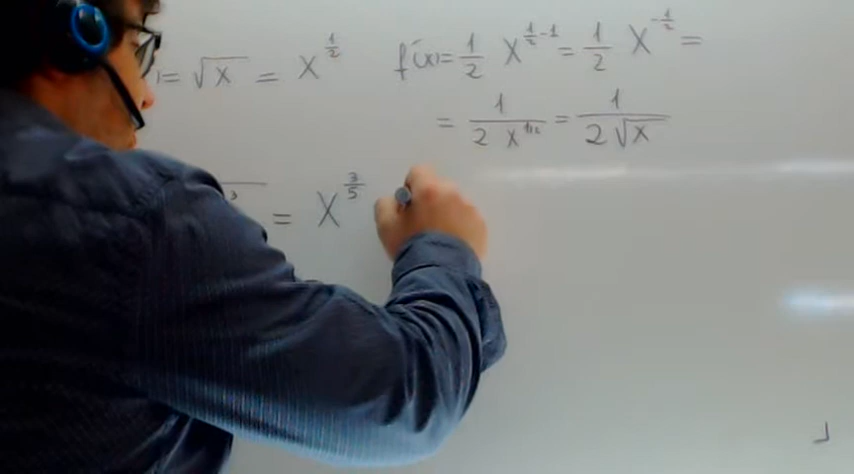 )= √x = x^(1/2) f'(x)= 1/2 x^(1/2 -1) = 1/2 x^(-1/2) =
= 1/(2 x^(1/2)) = 1/(2 √x)
3 = x^(3/5)